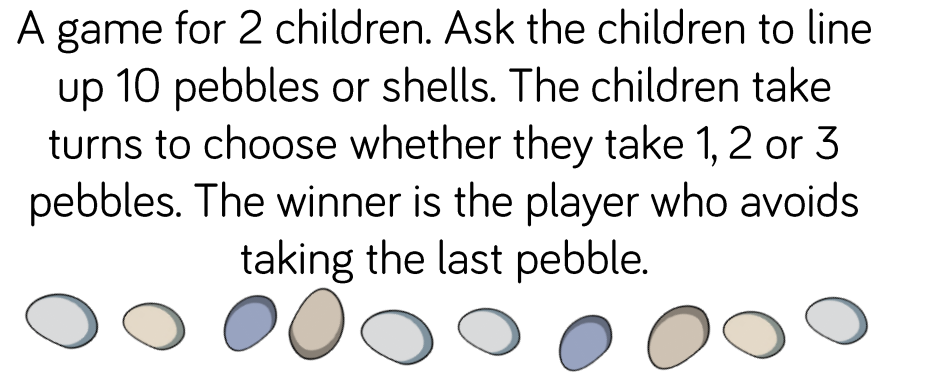 A game for 2 children. Ask the children to line
up 10 pebbles or shells. The children take
turns to choose whether they take 1, 2 or 3
pebbles. The winner is the player who avoids
taking the last pebble.